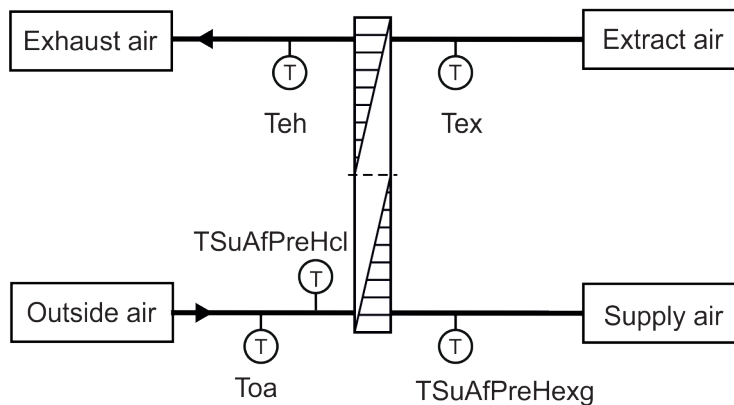 Exhaust air
Extract air
T
T
Teh
Tex
TSuAfPreHcl
T
Outside air
Supply air
T
T
Toa
TSuAfPreHexg